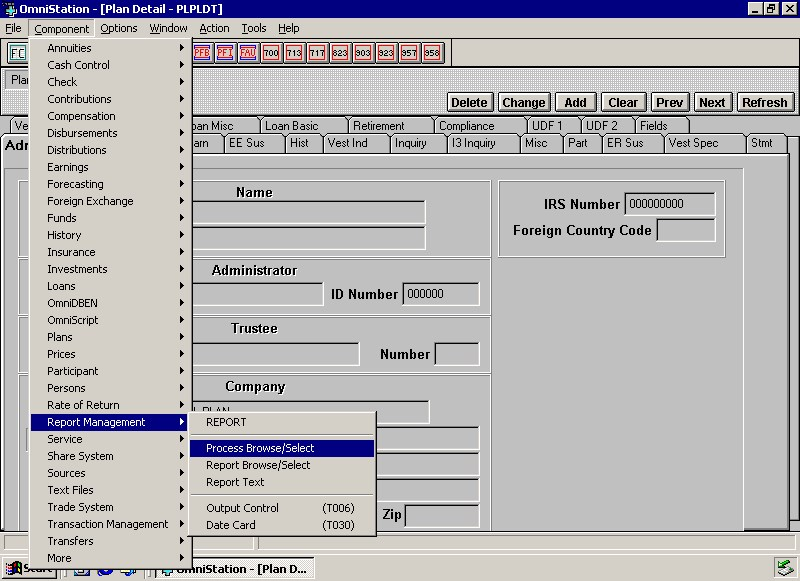 OmniStation - [Plan Detail - PLPLDT]
File Component Options Window Action Tools Help
FC PFB PFI FAU 700 713 717 823 903 923 957 958
Delete Change Add Clear Prev Next Refresh
Loan Misc Loan Basic Retirement Compliance UDF 1 UDF 2 Fields
EE Sus Hist Vest Ind Inquiry I3 Inquiry Misc Part ER Sus Vest Spec Stmt
Annuities
Cash Control
Check
Contributions
Compensation
Disbursements
Distributions
Earnings
Forecasting
Foreign Exchange
Funds
History
Insurance
Investments
Loans
OmniDBEN
OmniScript
Plans
Prices
Participant
Persons
Rate of Return
Report Management
Service
Share System
Sources
Text Files
Trade System
Transaction Management
Transfers
More
REPORT
Process Browse/Select
Report Browse/Select
Report Text
Output Control (T006)
Date Card (T030)
Name
IRS Number 000000000
Foreign Country Code
Administrator
ID Number 000000
Trustee
Number
Company
PLAN
Zip
Start OmniStation - [Plan D...